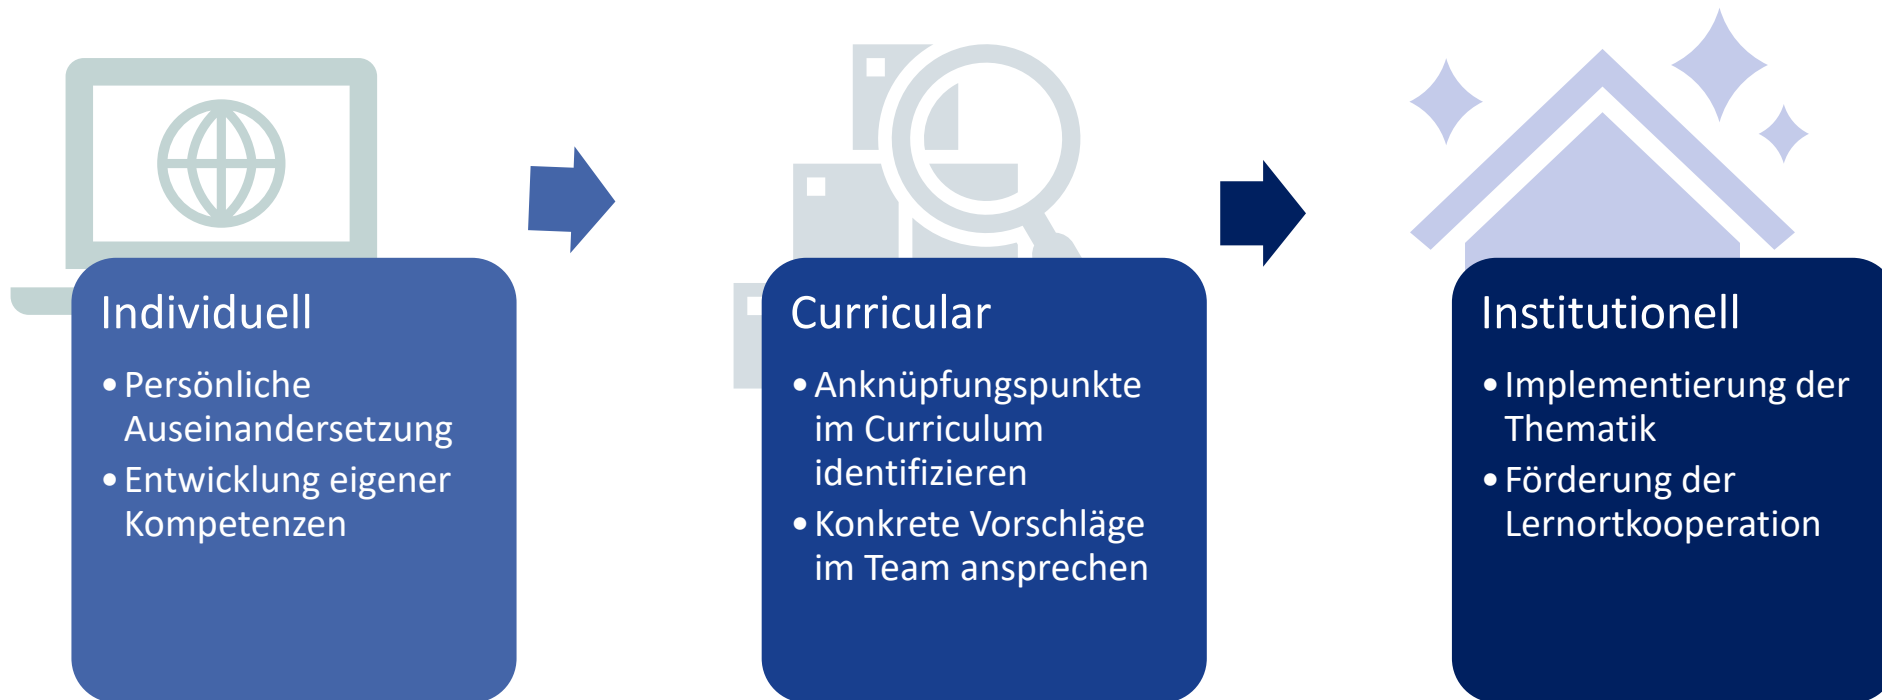 Individuell
• Persönliche
Auseinandersetzung
• Entwicklung eigener
Kompetenzen
Curricular
• Anknüpfungspunkte
im Curriculum
identifizieren
• Konkrete Vorschläge
im Team ansprechen
Institutionell
• Implementierung der
Thematik
• Förderung der
Lernortkooperation